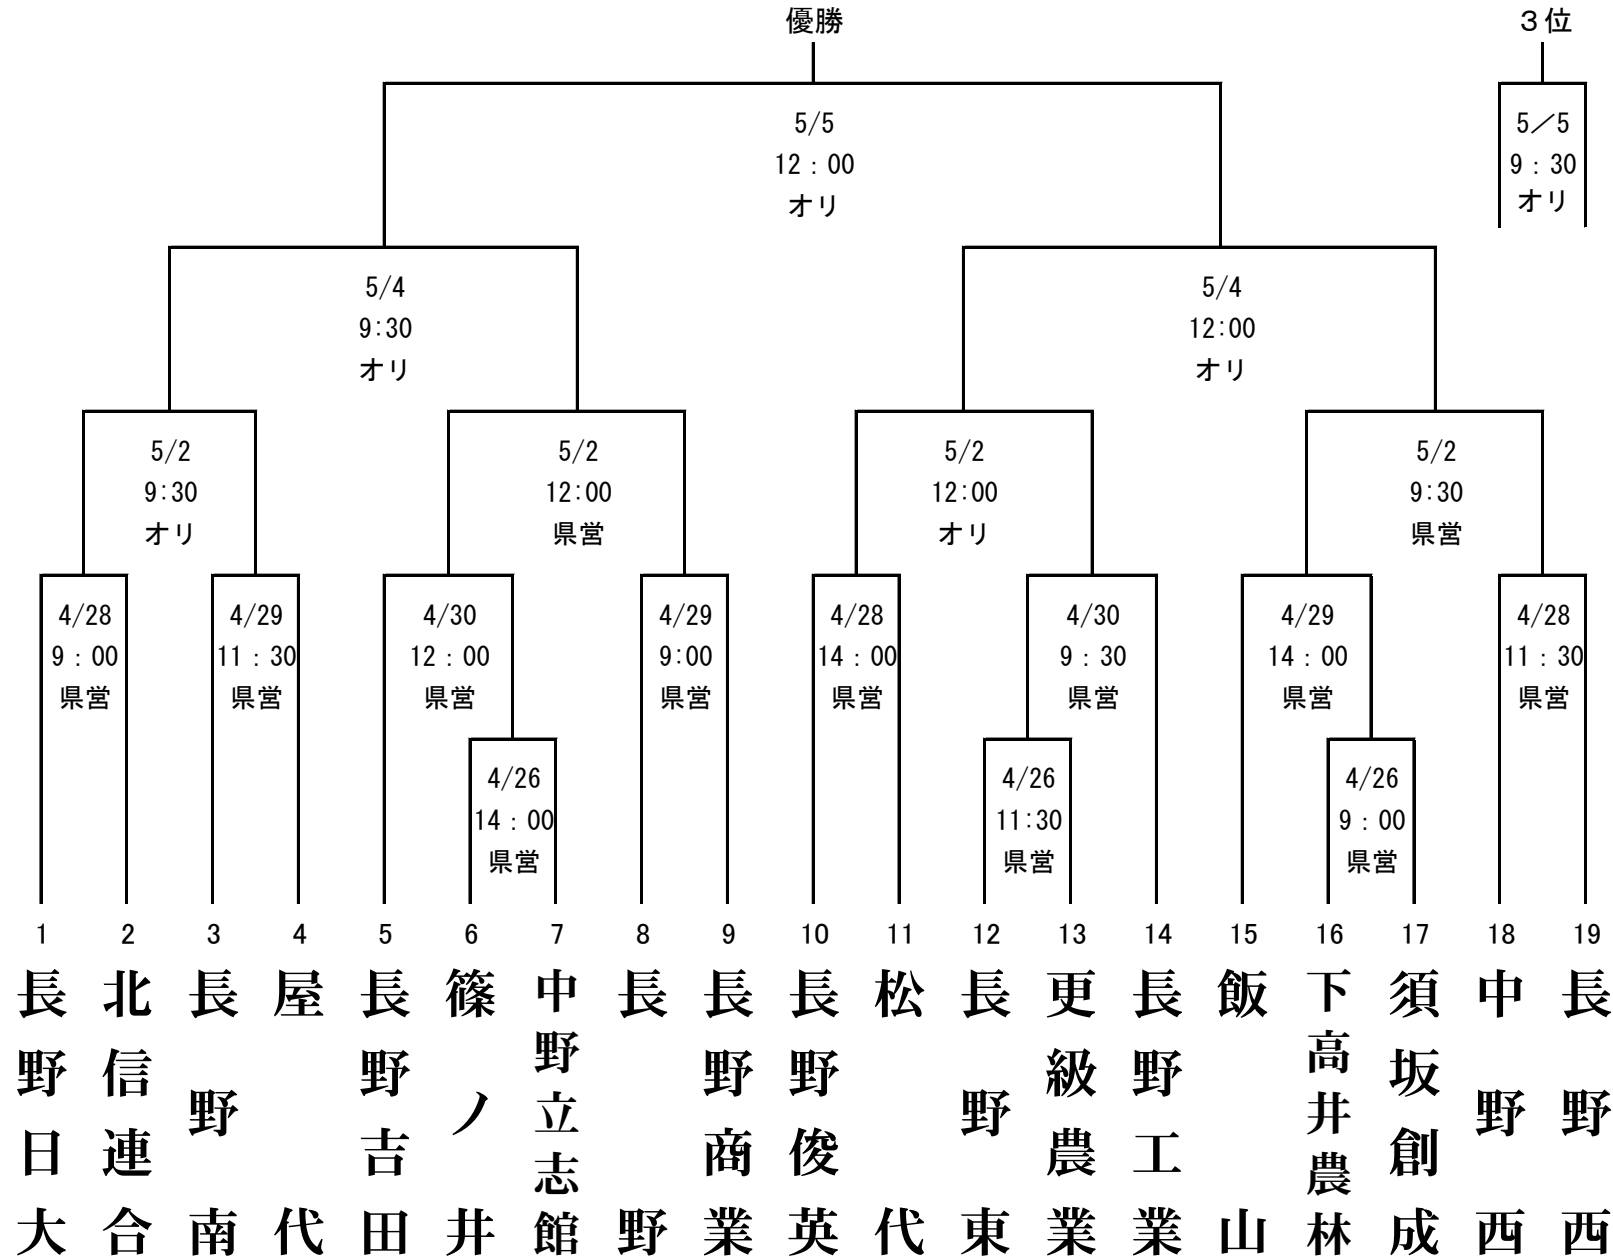 優勝
３位
5/5
12：00
オリ
5／5
9：30
オリ
5/4
9:30
オリ
5/4
12:00
オリ
5/2
9:30
オリ
5/2
12:00
県営
5/2
12:00
オリ
5/2
9:30
県営
4/28
9：00
県営
4/29
11：30
県営
4/30
12：00
県営
4/29
9:00
県営
4/28
14：00
県営
4/30
9：30
県営
4/29
14：00
県営
4/28
11：30
県営
4/26
14：00
県営
4/26
11:30
県営
4/26
9：00
県営
1
長野日大
2
北信連合
3
長野南
4
屋代
5
長野吉田
6
篠ノ井
7
中野立志館
8
長野
9
長野商業
10
長野俊英
11
松代
12
長野東
13
更級農業
14
長野工業
15
飯山
16
下高井農林
17
須坂創成
18
中野西
19
長野西